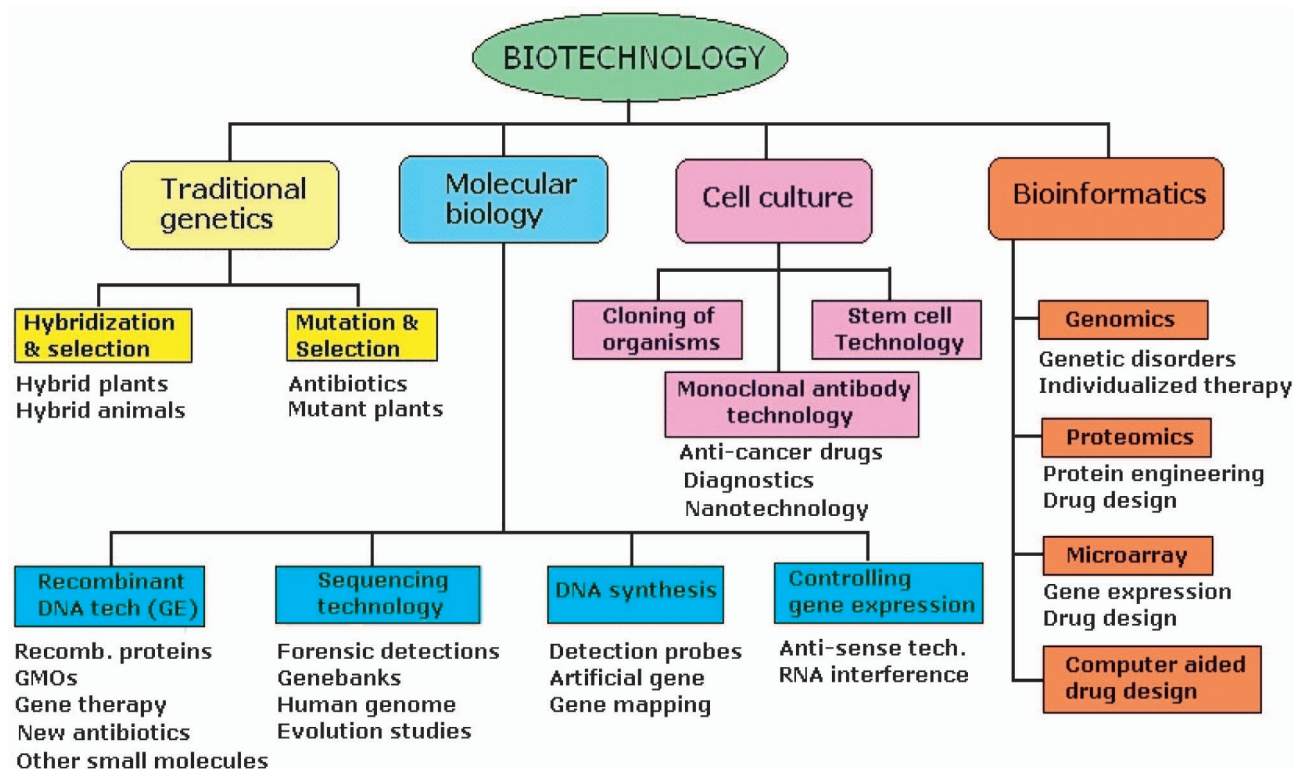 BIOTECHNOLOGY
Traditional
genetics
Molecular
biology
Cell culture
Bioinformatics
Hybridization
& selection
Hybrid plants
Hybrid animals
Mutation &
Selection
Antibiotics
Mutant plants
Cloning of
organisms
Stem cell
Technology
Monoclonal antibody
technology
Anti-cancer drugs
Diagnostics
Nanotechnology
Genomics
Genetic disorders
Individualized therapy
Proteomics
Protein engineering
Drug design
Microarray
Gene expression
Drug design
Computer aided
drug design
Recombinant
DNA tech (GE)
Recomb. proteins
GMOs
Gene therapy
New antibiotics
Other small molecules
Sequencing
technology
Forensic detections
Genebanks
Human genome
Evolution studies
DNA synthesis
Detection probes
Artificial gene
Gene mapping
Controlling
gene expression
Anti-sense tech.
RNA interference